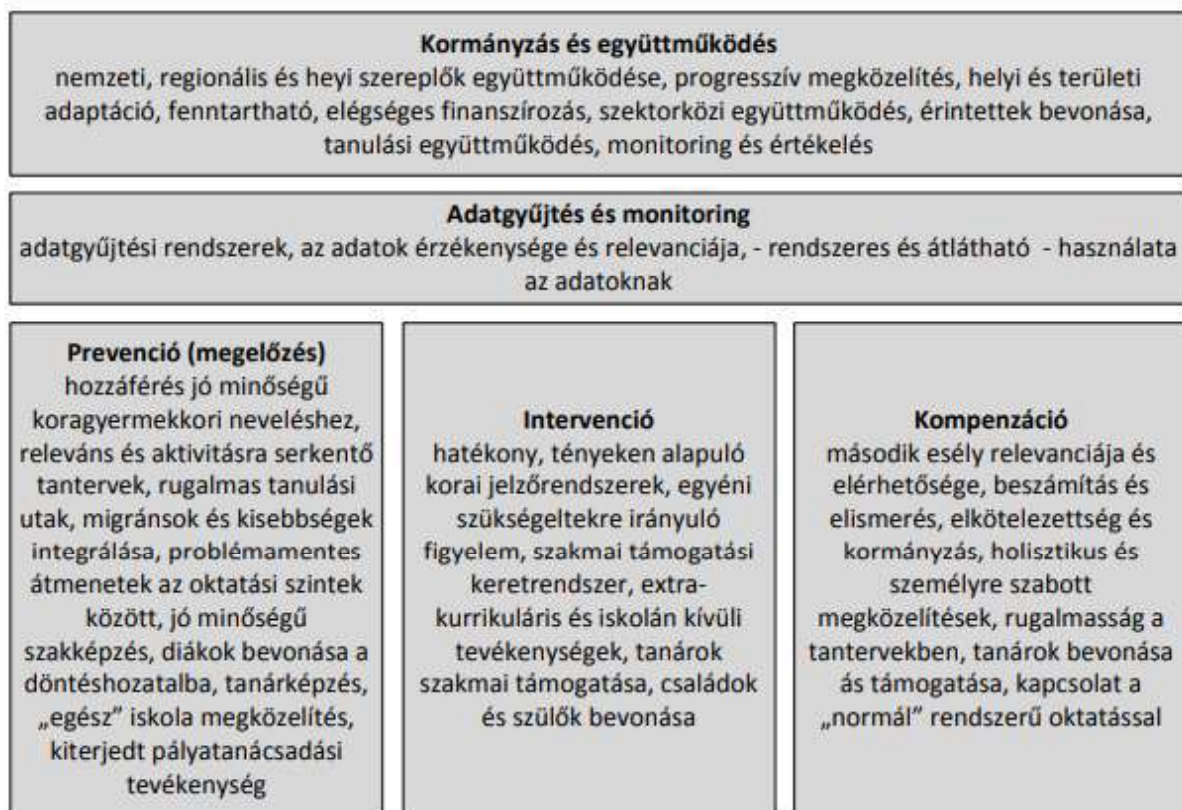 Kormányzás és együttműködés
nemzeti, regionális és heyi szereplők együttműködése, progresszív megközelítés, helyi és területi
adaptáció, fenntartható, elégséges finanszírozás, szektorközi együttműködés, érintettek bevonása,
tanulási együttműködés, monitoring és értékelés
Adatgyűjtés és monitoring
adatgyűjtési rendszerek, az adatok érzékenysége és relevanciája, - rendszeres és átlátható - használata
az adatoknak
Prevenció (megelőzés)
hozzáférés jó minőségű
koragyermekkori neveléshez,
releváns és aktivitásra serkentő
tantervek, rugalmas tanulási
utak, migránsok és kisebbségek
integrálása, problémamentes
átmenetek az oktatási szintek
között, jó minőségű
szakképzés, diákok bevonása a
döntéshozatalba, tanárképzés,
„egész” iskola megközelítés,
kiterjedt pályatanácsadási
tevékenység
Intervenció
hatékony, tényeken alapuló
korai jelzőrendszerek, egyéni
szükségeltekre irányuló
figyelem, szakmai támogatási
keretrendszer, extra-
kurrikuláris és iskolán kívüli
tevékenységek, tanárok
szakmai támogatása, családok
és szülők bevonása
Kompenzáció
második esély relevanciája és
elérhetősége, beszámítás és
elismerés, elkötelezettség és
kormányzás, holisztikus és
személyre szabott
megközelítések, rugalmasság a
tantervekben, tanárok bevonása
ás támogatása, kapcsolat a
„normál” rendszerű oktatással